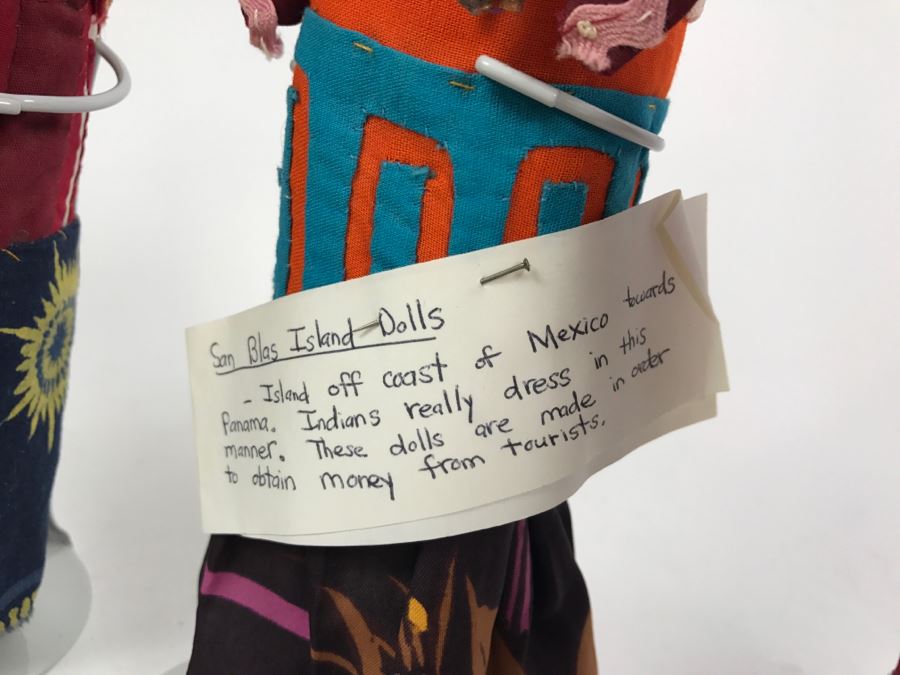 San Blas Island Dolls
- Island off coast of Mexico towards
Panama. Indians really dress in this
manner. These dolls are made in order
to obtain money from tourists.